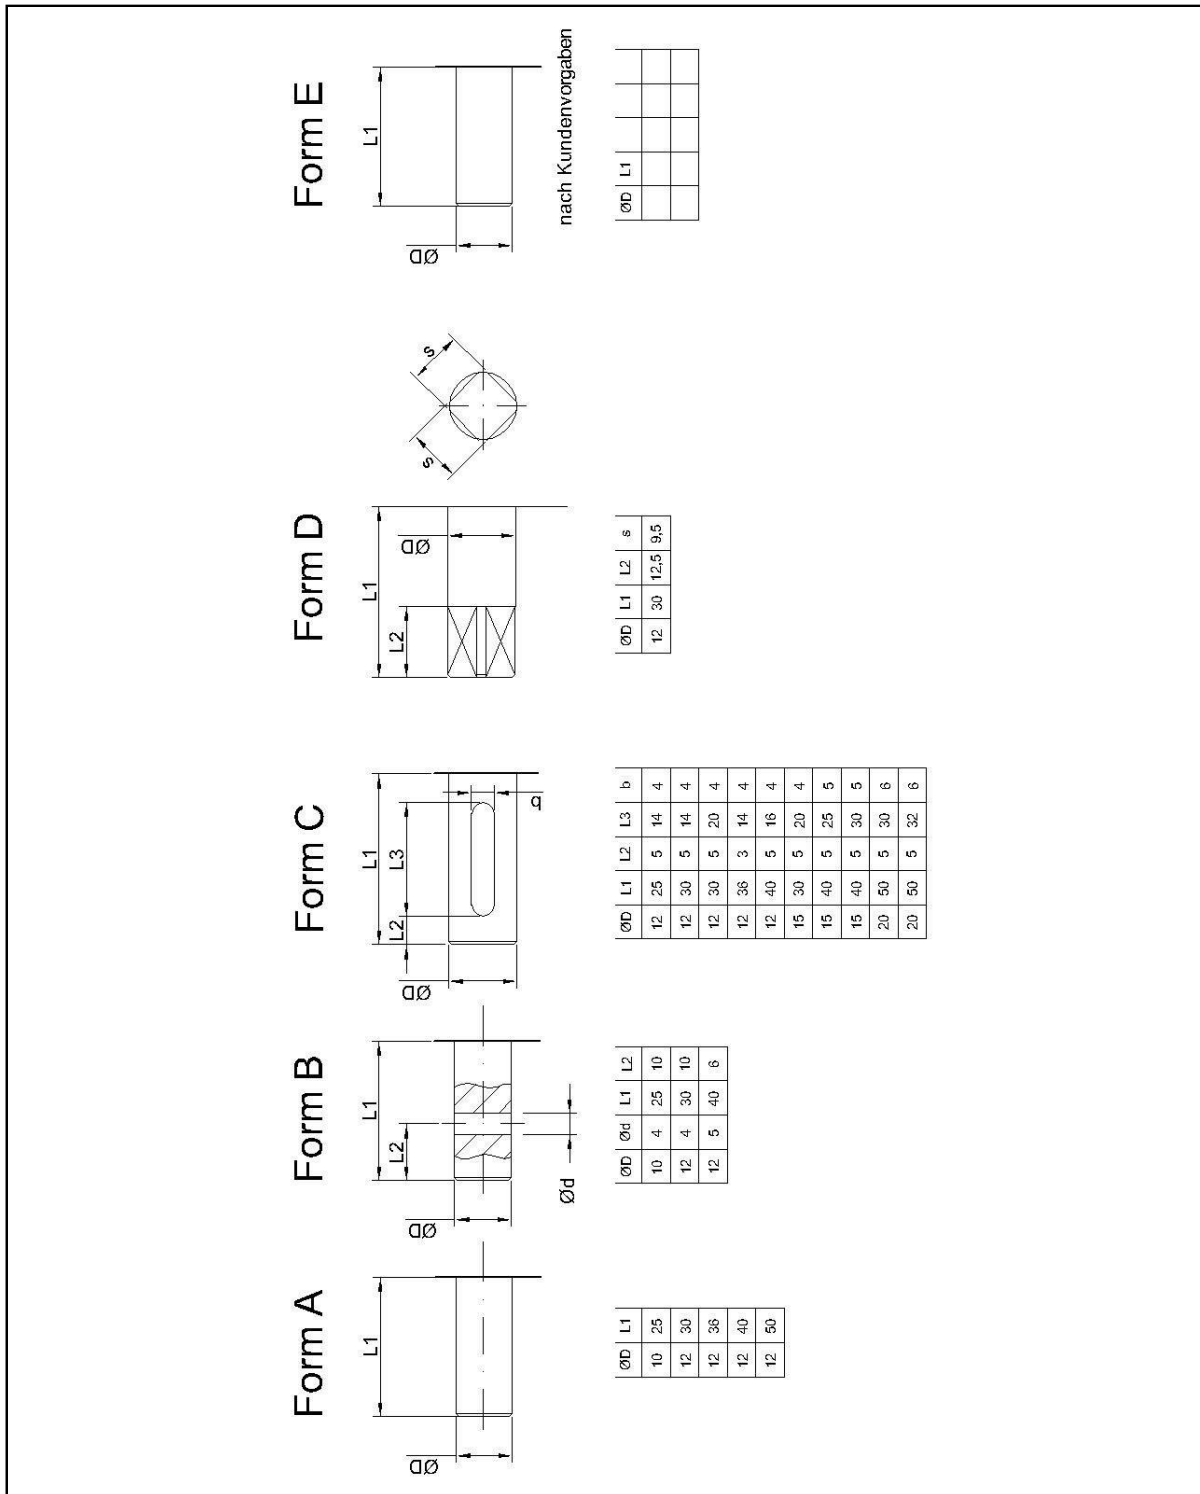 Form A
L1
ØD
ØD L1
10 25
12 30
12 36
12 40
12 50
Form B
L1
L2
ØD
Ød
ØD Ød L1 L2
10 4 25 10
12 4 30 10
12 5 40 6
Form C
L1
L2 L3
ØD
b
ØD L1 L2 L3 b
12 25 5 14 4
12 30 5 14 4
12 30 5 20 4
12 36 3 14 4
12 40 5 16 4
15 30 5 20 4
15 40 5 25 5
15 40 5 30 5
20 50 5 30 6
20 50 5 32 6
Form D
L1
L2
ØD
s
s
ØD L1 L2 s
12 30 12,5 9,5
Form E
L1
ØD
nach Kundenvorgaben
ØD L1